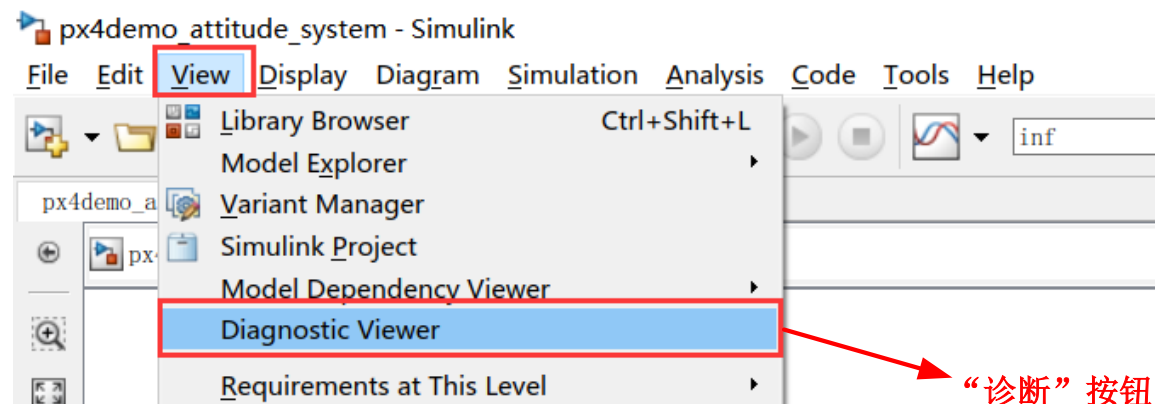 px4demo_attitude_system - Simulink
File Edit View Display Diagram Simulation Analysis Code Tools Help
Library Browser Ctrl+Shift+L
inf
Model Explorer
px4demo_a
Variant Manager
Simulink Project
px
Model Dependency Viewer
Diagnostic Viewer
Requirements at This Level
“诊断”按钮